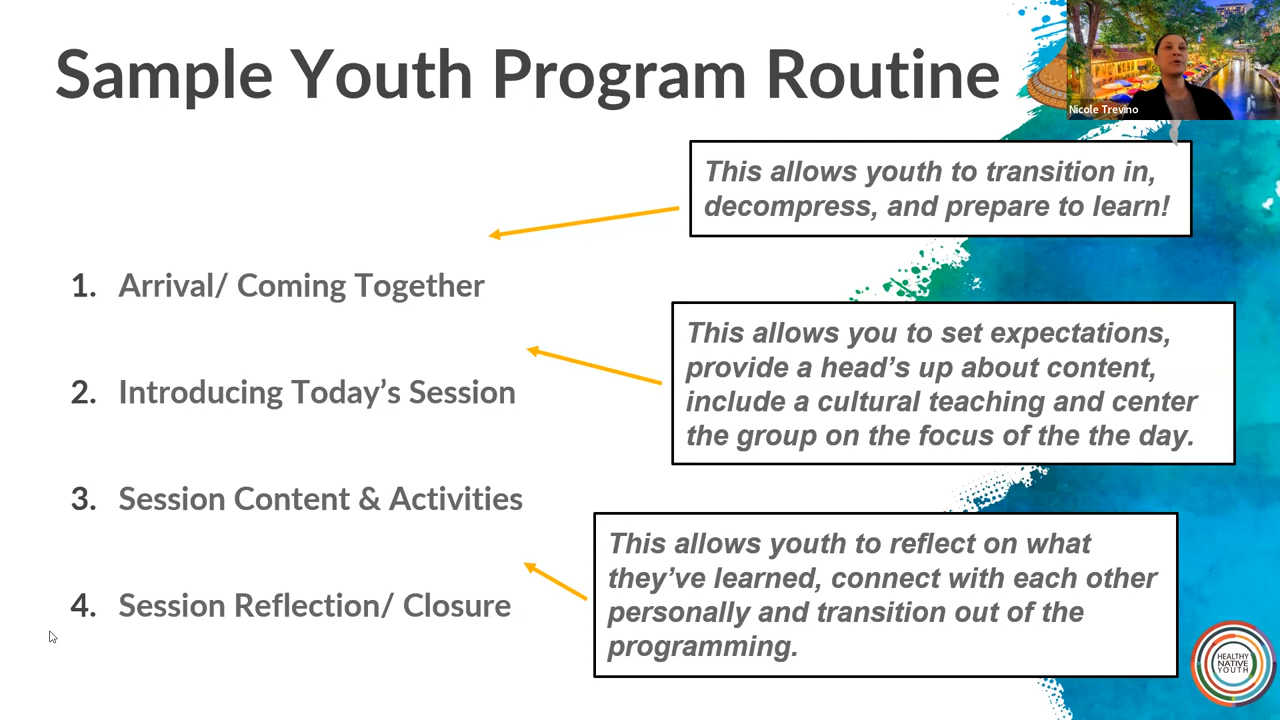 Sample Youth Program Routine
Nicole Trevino
This allows youth to transition in,
decompress, and prepare to learn!
1. Arrival/ Coming Together
This allows you to set expectations,
provide a head's up about content,
include a cultural teaching and center
the group on the focus of the the day.
2. Introducing Today's Session
3. Session Content & Activities
This allows youth to reflect on what
they've learned, connect with each other
personally and transition out of the
programming.
4. Session Reflection/ Closure
HEALTHY
NATIVE
YOUTH